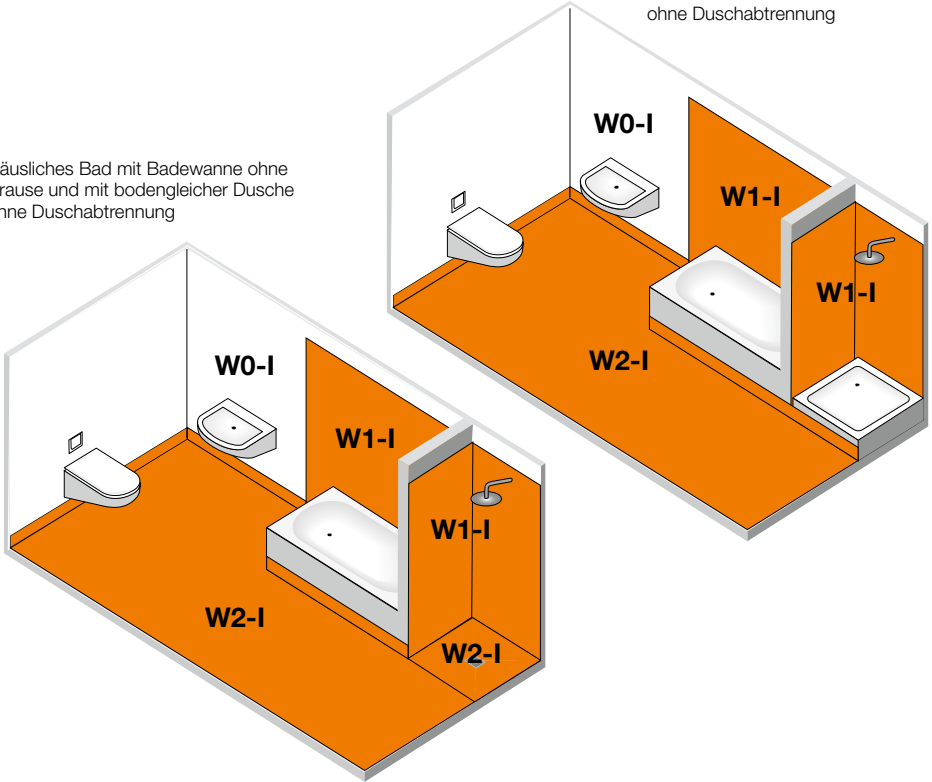 ohne Duschabtrennung
W0-I
W1-I
W1-I
W2-I
äusliches Bad mit Badewanne ohne
rause und mit bodengleicher Dusche
hne Duschabtrennung
W0-I
W1-I
W1-I
W2-I
W2-I